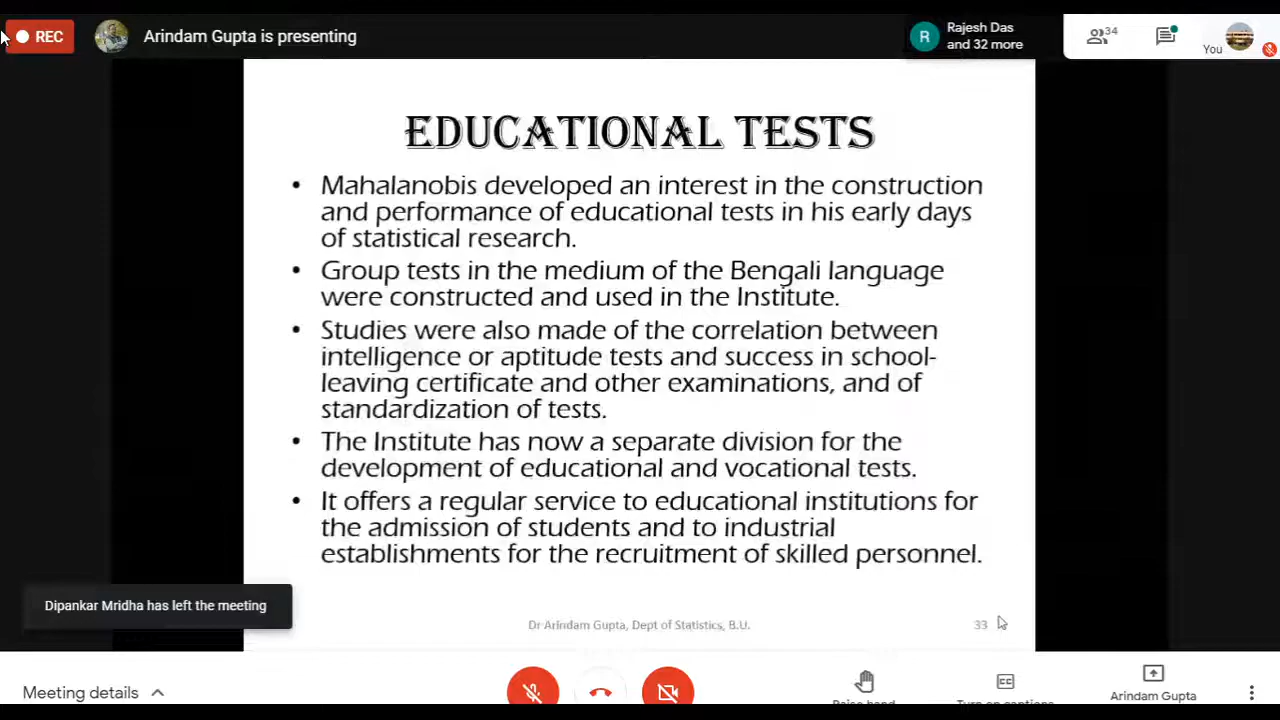 REC
Arindam Gupta is presenting
R
Rajesh Das
and 32 more
34
You
EDUCATIONAL TESTS
• Mahalanobis developed an interest in the construction
and performance of educational tests in his early days
of statistical research.
• Group tests in the medium of the Bengali language
were constructed and used in the Institute.
• Studies were also made of the correlation between
intelligence or aptitude tests and success in school-
leaving certificate and other examinations, and of
standardization of tests.
• The Institute has now a separate division for the
development of educational and vocational tests.
• It offers a regular service to educational institutions for
the admission of students and to industrial
establishments for the recruitment of skilled personnel.
Dipankar Mridha has left the meeting
Dr Arindam Gupta, Dept of Statistics, B.U.
33
Meeting details
Raise hand
CC
Turn on captions
Arindam Gupta